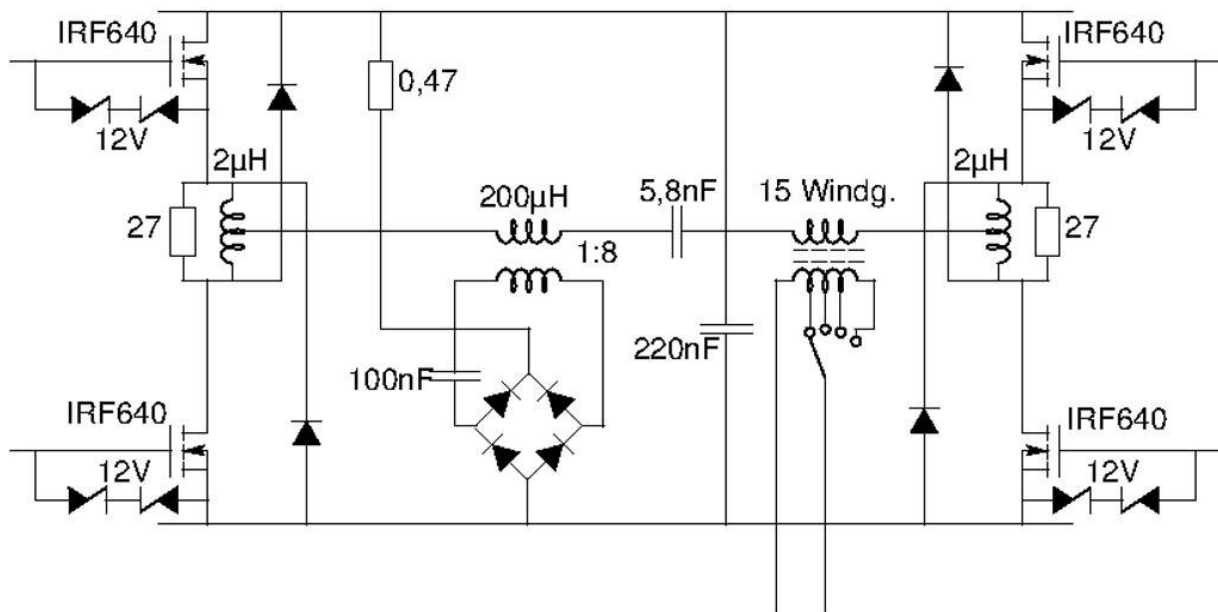 IRF640
IRF640
0,47
12V
12V
2µH
2µH
5,8nF
15 Windg.
200µH
27
27
1:8
220nF
100nF
IRF640
IRF640
12V
12V